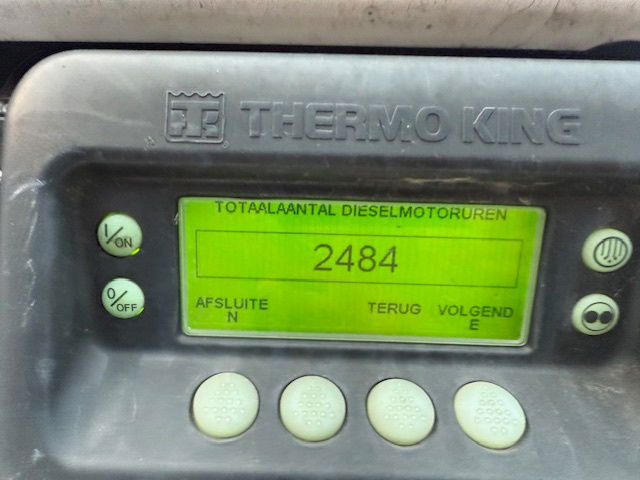 THERMO KING
TOTAALAANTAL DIESELMOTORUREN
I/ON
2484
0/OFF
AFSLUITE
N
TERUG
VOLGEND
E